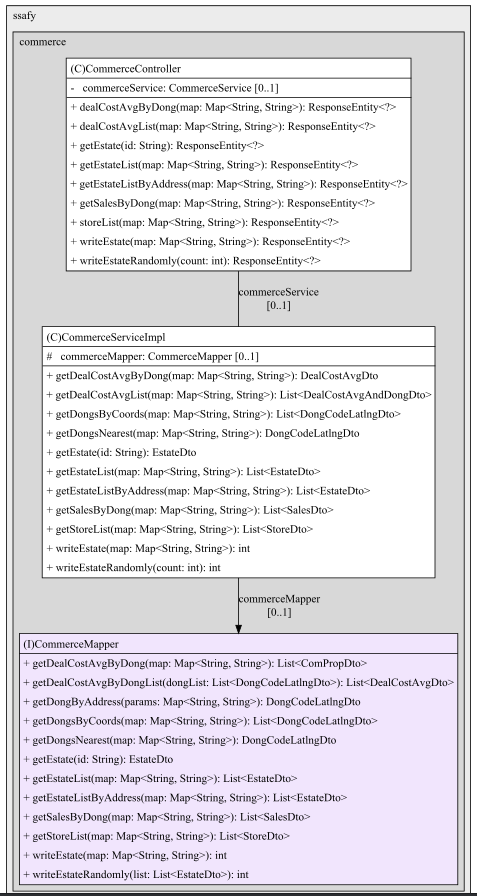 ssafy
commerce
(C)CommerceController
- commerceService: CommerceService [0..1]
+ dealCostAvgByDong(map: Map<String, String>): ResponseEntity<?>
+ dealCostAvgList(map: Map<String, String>): ResponseEntity<?>
+ getEstate(id: String): ResponseEntity<?>
+ getEstateList(map: Map<String, String>): ResponseEntity<?>
+ getEstateListByAddress(map: Map<String, String>): ResponseEntity<?>
+ getSalesByDong(map: Map<String, String>): ResponseEntity<?>
+ storeList(map: Map<String, String>): ResponseEntity<?>
+ writeEstate(map: Map<String, String>): ResponseEntity<?>
+ writeEstateRandomly(count: int): ResponseEntity<?>
commerceService
[0..1]
(C)CommerceServiceImpl
# commerceMapper: CommerceMapper [0..1]
+ getDealCostAvgByDong(map: Map<String, String>): DealCostAvgDto
+ getDealCostAvgList(map: Map<String, String>): List<DealCostAvgAndDongDto>
+ getDongsByCoords(map: Map<String, String>): List<DongCodeLatlngDto>
+ getDongsNearest(map: Map<String, String>): DongCodeLatlngDto
+ getEstate(id: String): EstateDto
+ getEstateList(map: Map<String, String>): List<EstateDto>
+ getEstateListByAddress(map: Map<String, String>): List<EstateDto>
+ getSalesByDong(map: Map<String, String>): List<SalesDto>
+ getStoreList(map: Map<String, String>): List<StoreDto>
+ writeEstate(map: Map<String, String>): int
+ writeEstateRandomly(count: int): int
commerceMapper
[0..1]
(I)CommerceMapper
+ getDealCostAvgByDong(map: Map<String, String>): List<ComPropDto>
+ getDealCostAvgByDongList(dongList: List<DongCodeLatlngDto>): List<DealCostAvgDto>
+ getDongByAddress(params: Map<String, String>): DongCodeLatlngDto
+ getDongsByCoords(map: Map<String, String>): List<DongCodeLatlngDto>
+ getDongsNearest(map: Map<String, String>): DongCodeLatlngDto
+ getEstate(id: String): EstateDto
+ getEstateList(map: Map<String, String>): List<EstateDto>
+ getEstateListByAddress(map: Map<String, String>): List<EstateDto>
+ getSalesByDong(map: Map<String, String>): List<SalesDto>
+ getStoreList(map: Map<String, String>): List<StoreDto>
+ writeEstate(map: Map<String, String>): int
+ writeEstateRandomly(list: List<EstateDto>): int